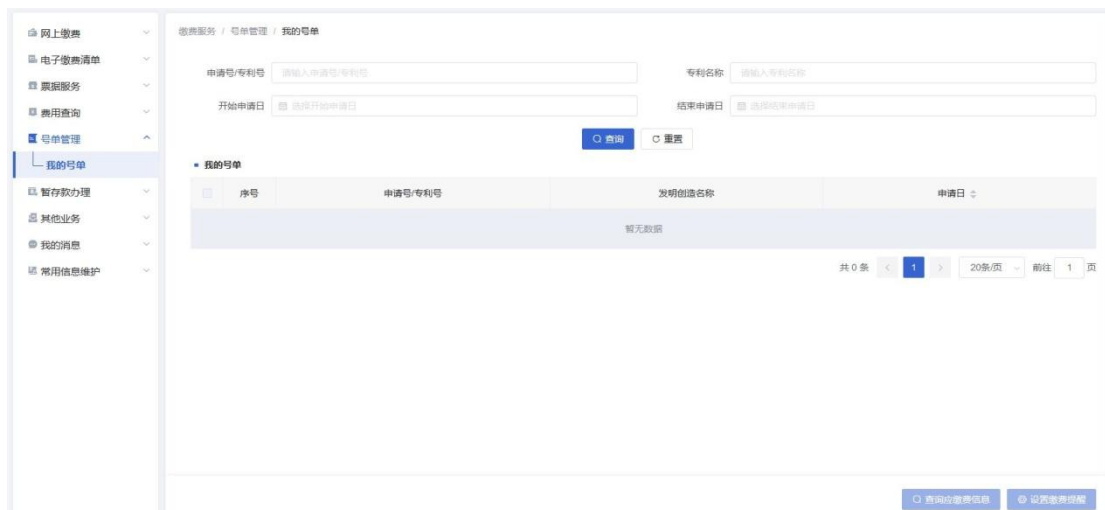 网上缴费
电子缴费清单
票据服务
费用查询
号单管理
我的号单
暂存款办理
其他业务
我的消息
常用信息维护
缴费服务 / 号单管理 / 我的号单
申请号/专利号 请输入申请号/专利号 专利名称 请输入专利名称
开始申请日 选择开始申请日 结束申请日 选择结束申请日
查询 重置
我的号单
序号 申请号/专利号 发明创造名称 申请日
暂无数据
共 0 条 1 20条/页 前往 1 页
查询应缴费信息 设置缴费提醒